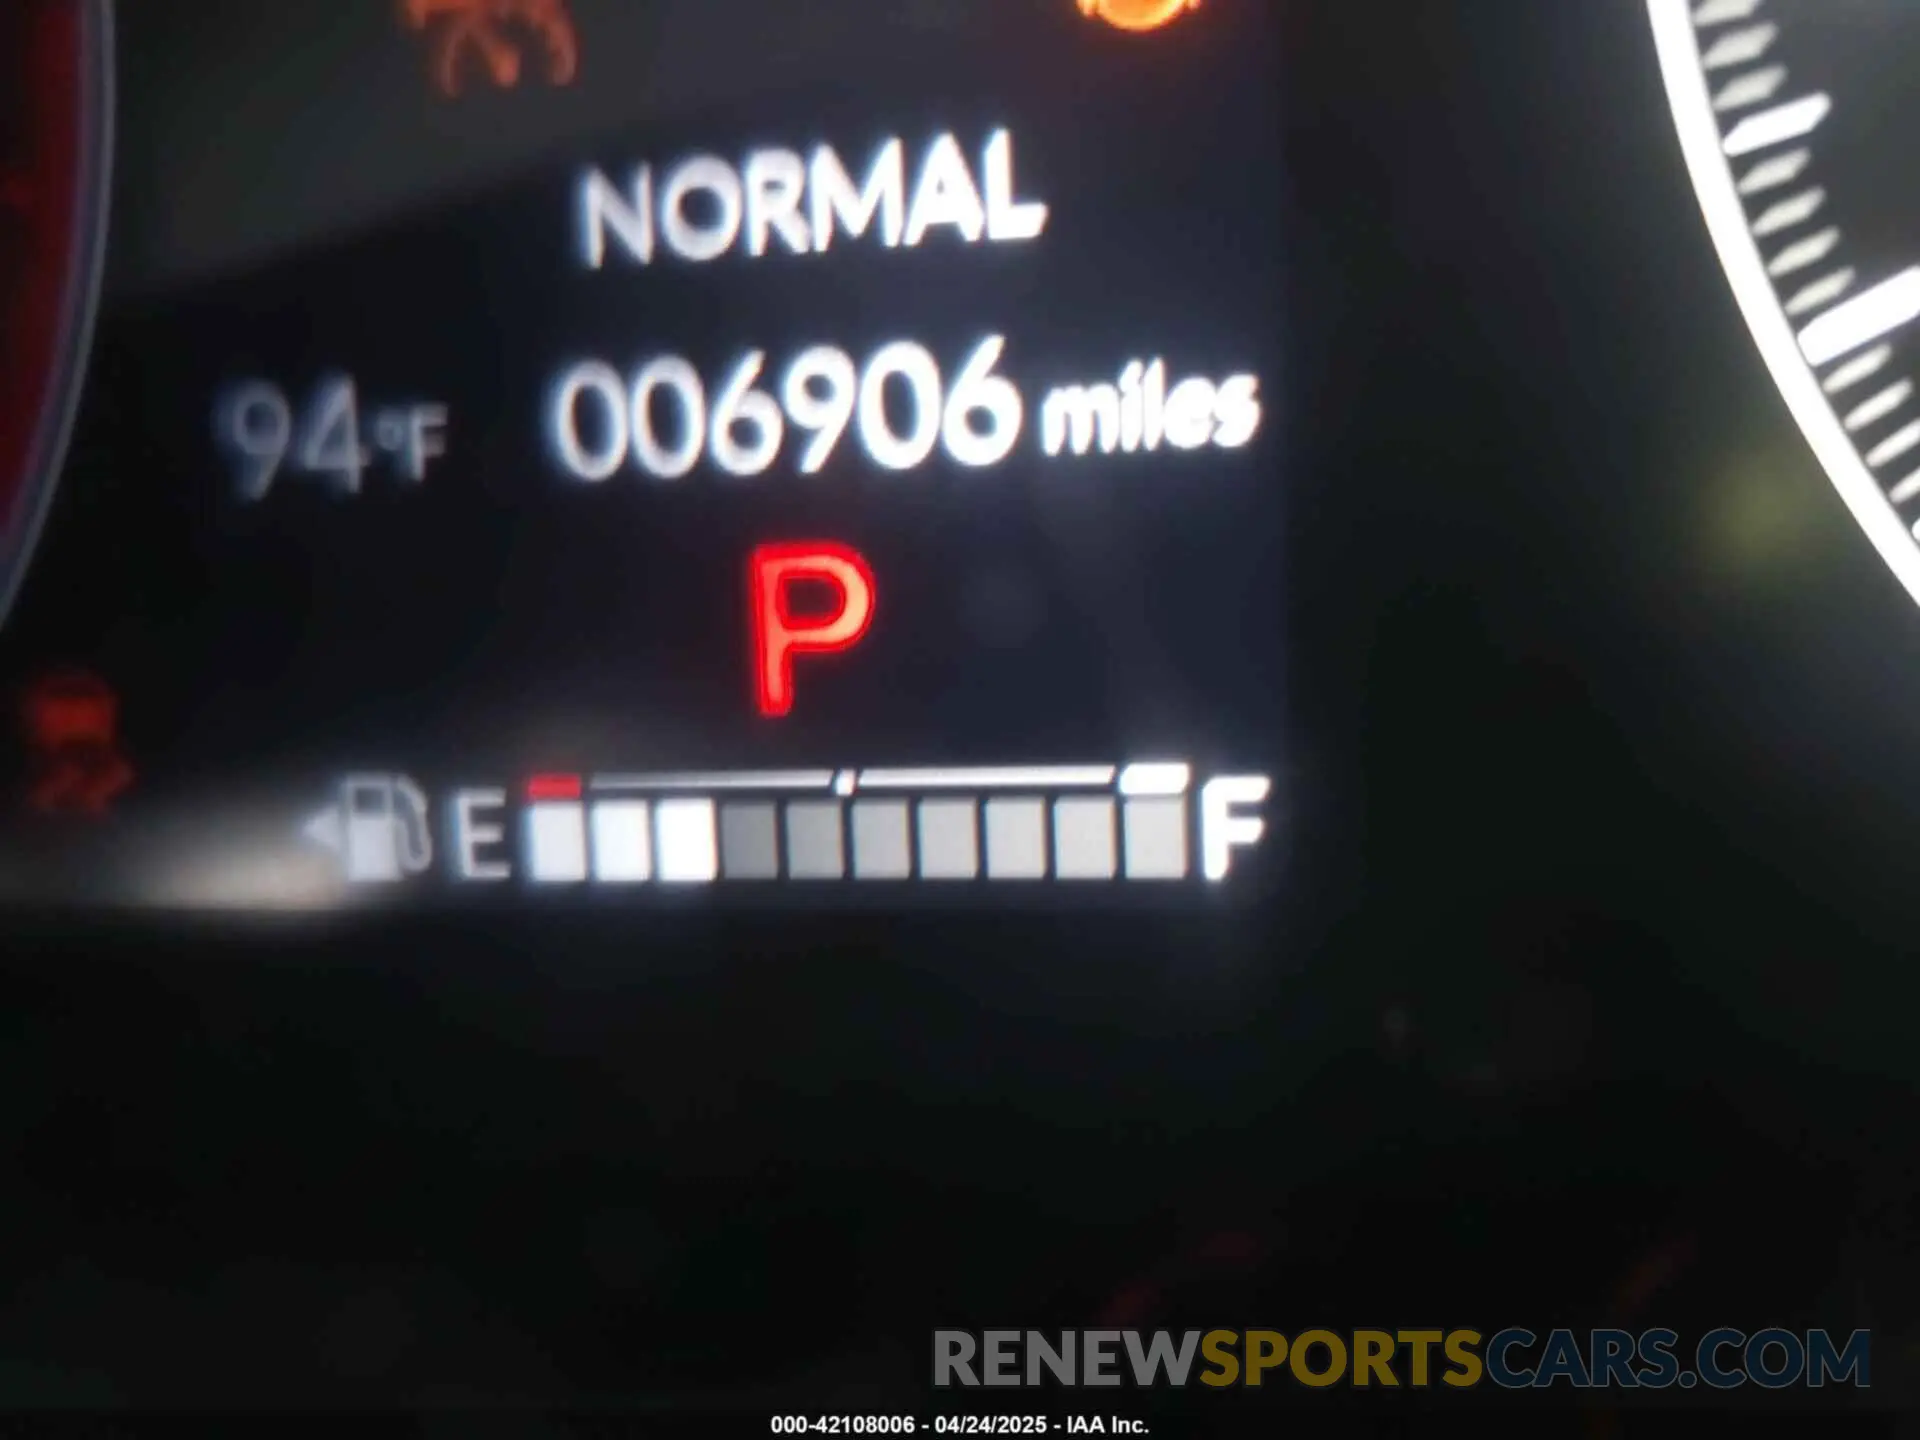 NORMAL
94°F 006906 miles
P
E F
RENEWSPORTSCARS.COM
000-42108006 - 04/24/2025 - IAA Inc.